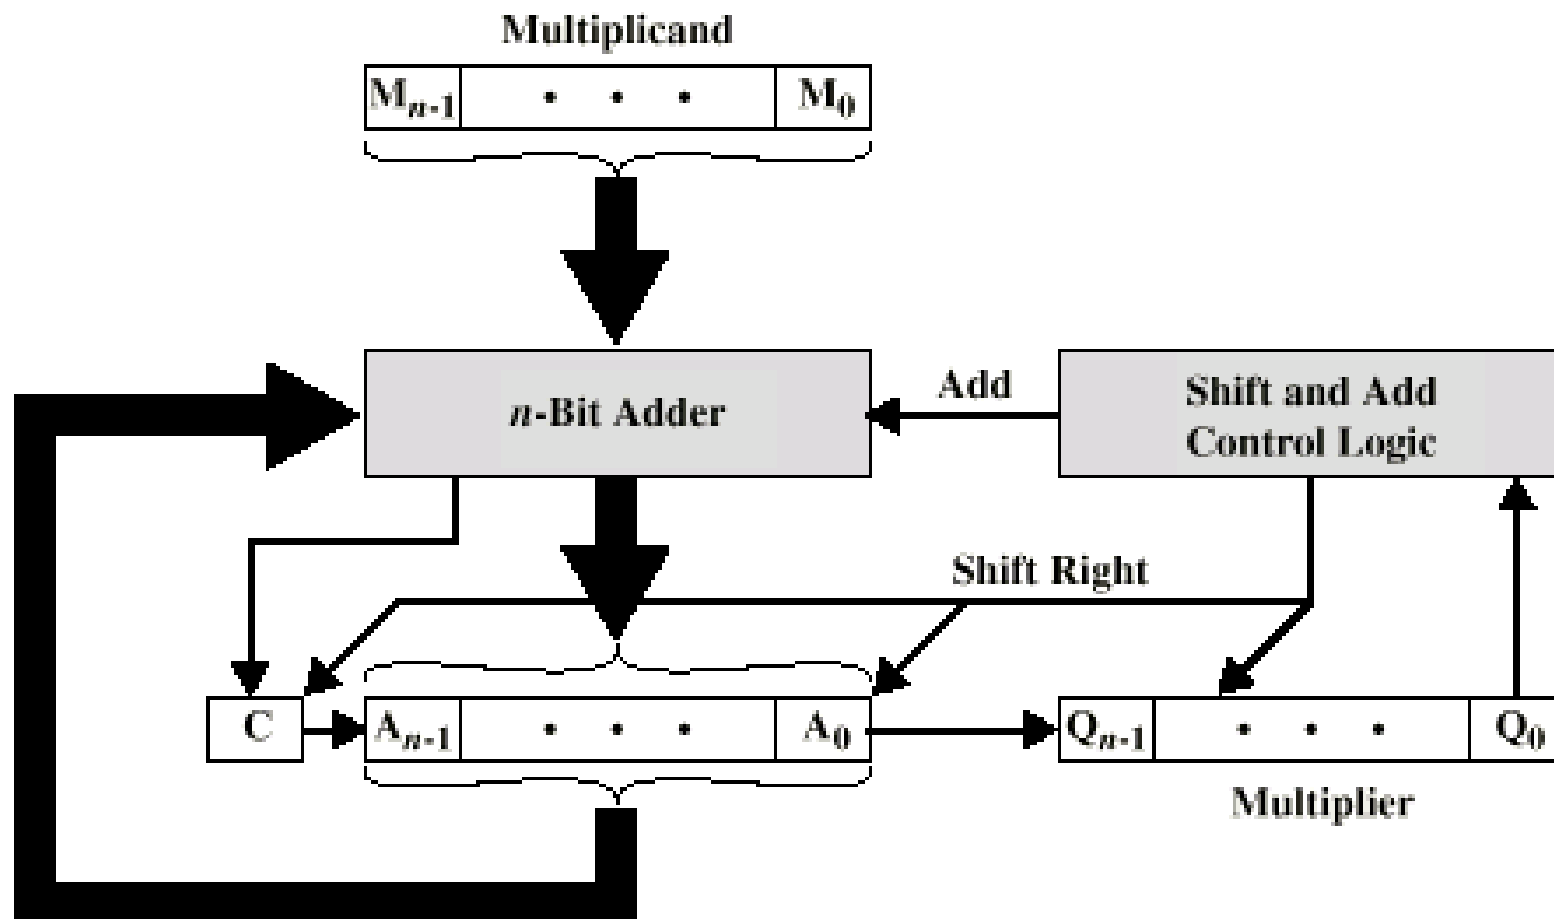 Multiplicand
Mn-1 • • • M0
n-Bit Adder
Add
Shift and Add
Control Logic
Shift Right
C
An-1 • • • A0
Qn-1 • • • Q0
Multiplier